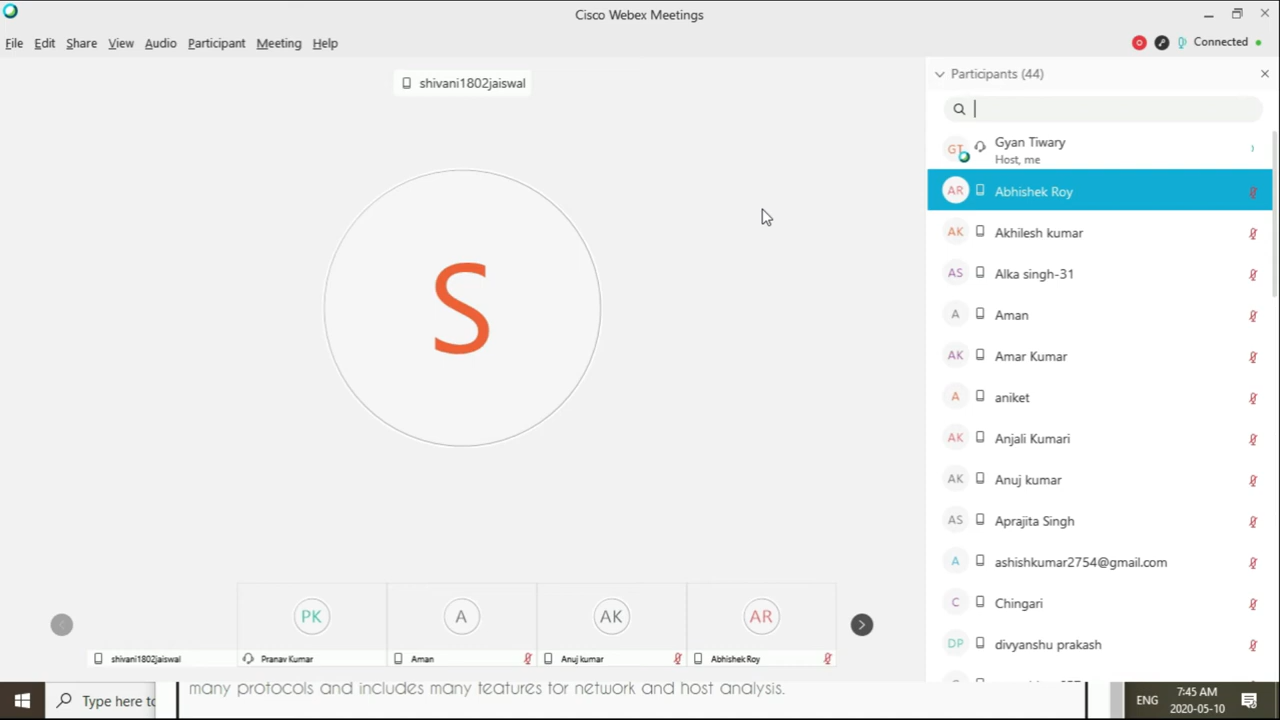 Cisco Webex Meetings
File Edit Share View Audio Participant Meeting Help
Connected
shivani1802jaiswal
S
Participants (44)
GT Gyan Tiwary
Host, me
AR Abhishek Roy
AK Akhilesh kumar
AS Alka singh-31
A Aman
AK Amar Kumar
A aniket
AK Anjali Kumari
AK Anuj kumar
AS Aprajita Singh
A ashishkumar2754@gmail.com
C Chingari
DP divyanshu prakash
PK A AK AR
shivani1802jaiswal Pranav Kumar Aman Anuj kumar Abhishek Roy
many protocols and includes many features for network and host analysis.
Type here to
ENG
7:45 AM
2020-05-10